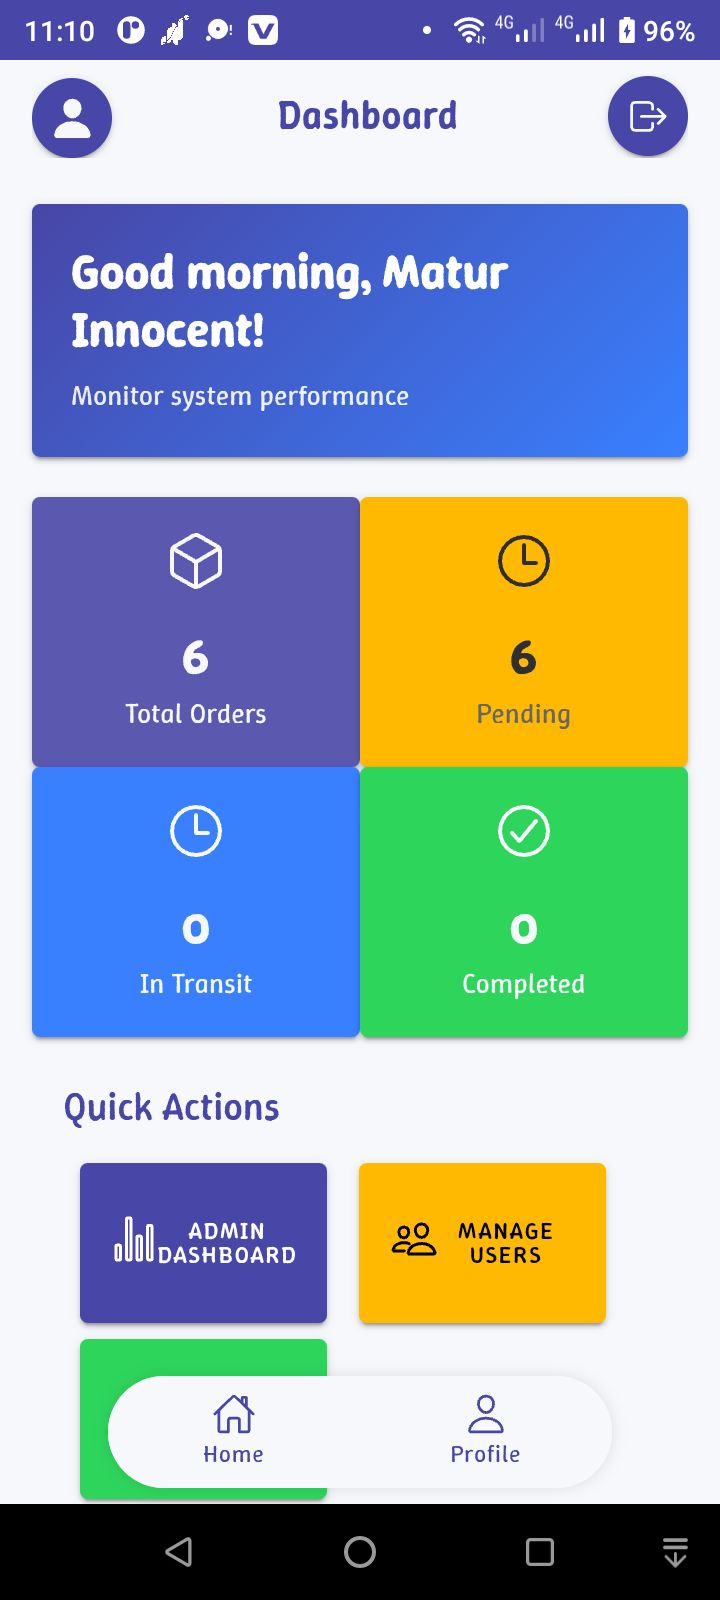 11:10
4G
4G
96%
Dashboard
Good morning, Matur
Innocent!
Monitor system performance
6
Total Orders
6
Pending
0
In Transit
0
Completed
Quick Actions
ADMIN
DASHBOARD
MANAGE
USERS
Home
Profile